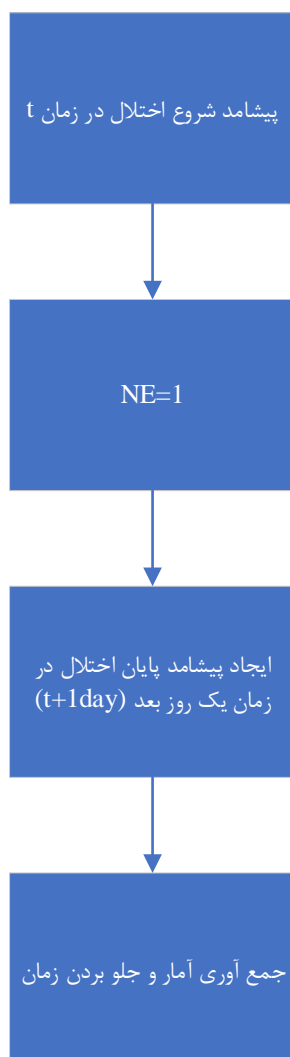 پیشامد شروع اختلال در زمان t
NE=1
ایجاد پیشامد پایان اختلال در
زمان یک روز بعد (t+1day)
جمع آوری آمار و جلو بردن زمان